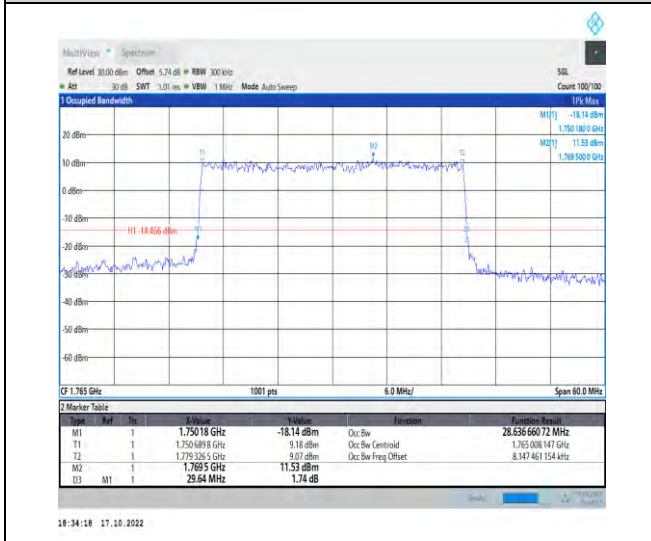 MultiView Spectrum
Ref Level 30.00 dBm Offset 5.74 dB RBW 300 kHz SGL
Att 30 dB SWT 1.01 ms VBW 1 MHz Mode Auto Sweep Count 100/100
1 Occupied Bandwidth 1Pk Max
M1[1] -18.14 dBm
1.750 180 0 GHz
M2[1] 11.53 dBm
1.769 500 0 GHz
20 dBm
T1 M2 T2
10 dBm
0 dBm
-10 dBm
H1 -14.466 dBm
-20 dBm
-30 dBm
-40 dBm
-50 dBm
-60 dBm
CF 1.765 GHz 1001 pts 6.0 MHz/ Span 60.0 MHz
2 Marker Table
Type Ref Trc X-Value Y-Value Function Function Result
M1 1 1.75018 GHz -18.14 dBm Occ Bw 28.636 660 72 MHz
T1 1 1.750 689 8 GHz 9.18 dBm Occ Bw Centroid 1.765 008 147 GHz
T2 1 1.779 326 5 GHz 9.07 dBm Occ Bw Freq Offset 8.147 461 154 kHz
M2 1 1.7695 GHz 11.53 dBm
D3 M1 1 29.64 MHz 1.74 dB
18:34:18 17.10.2022